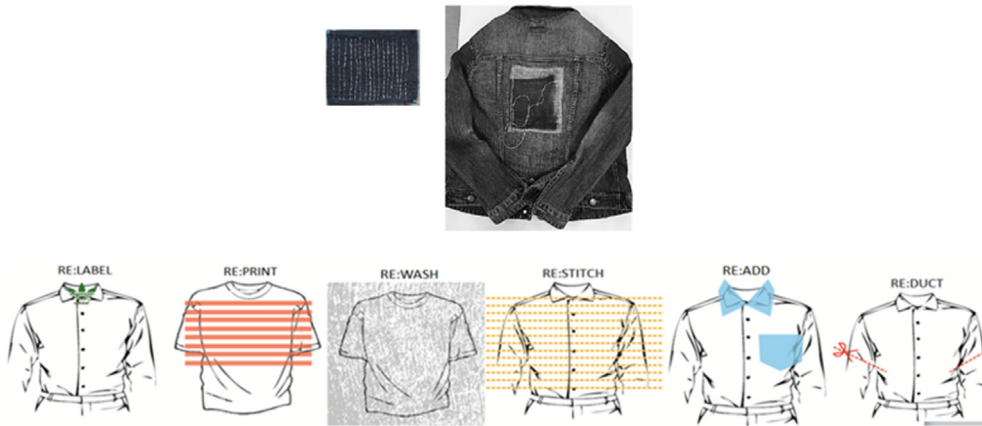 RE:LABEL
RE:PRINT
RE:WASH
RE:STITCH
RE:ADD
RE:DUCT